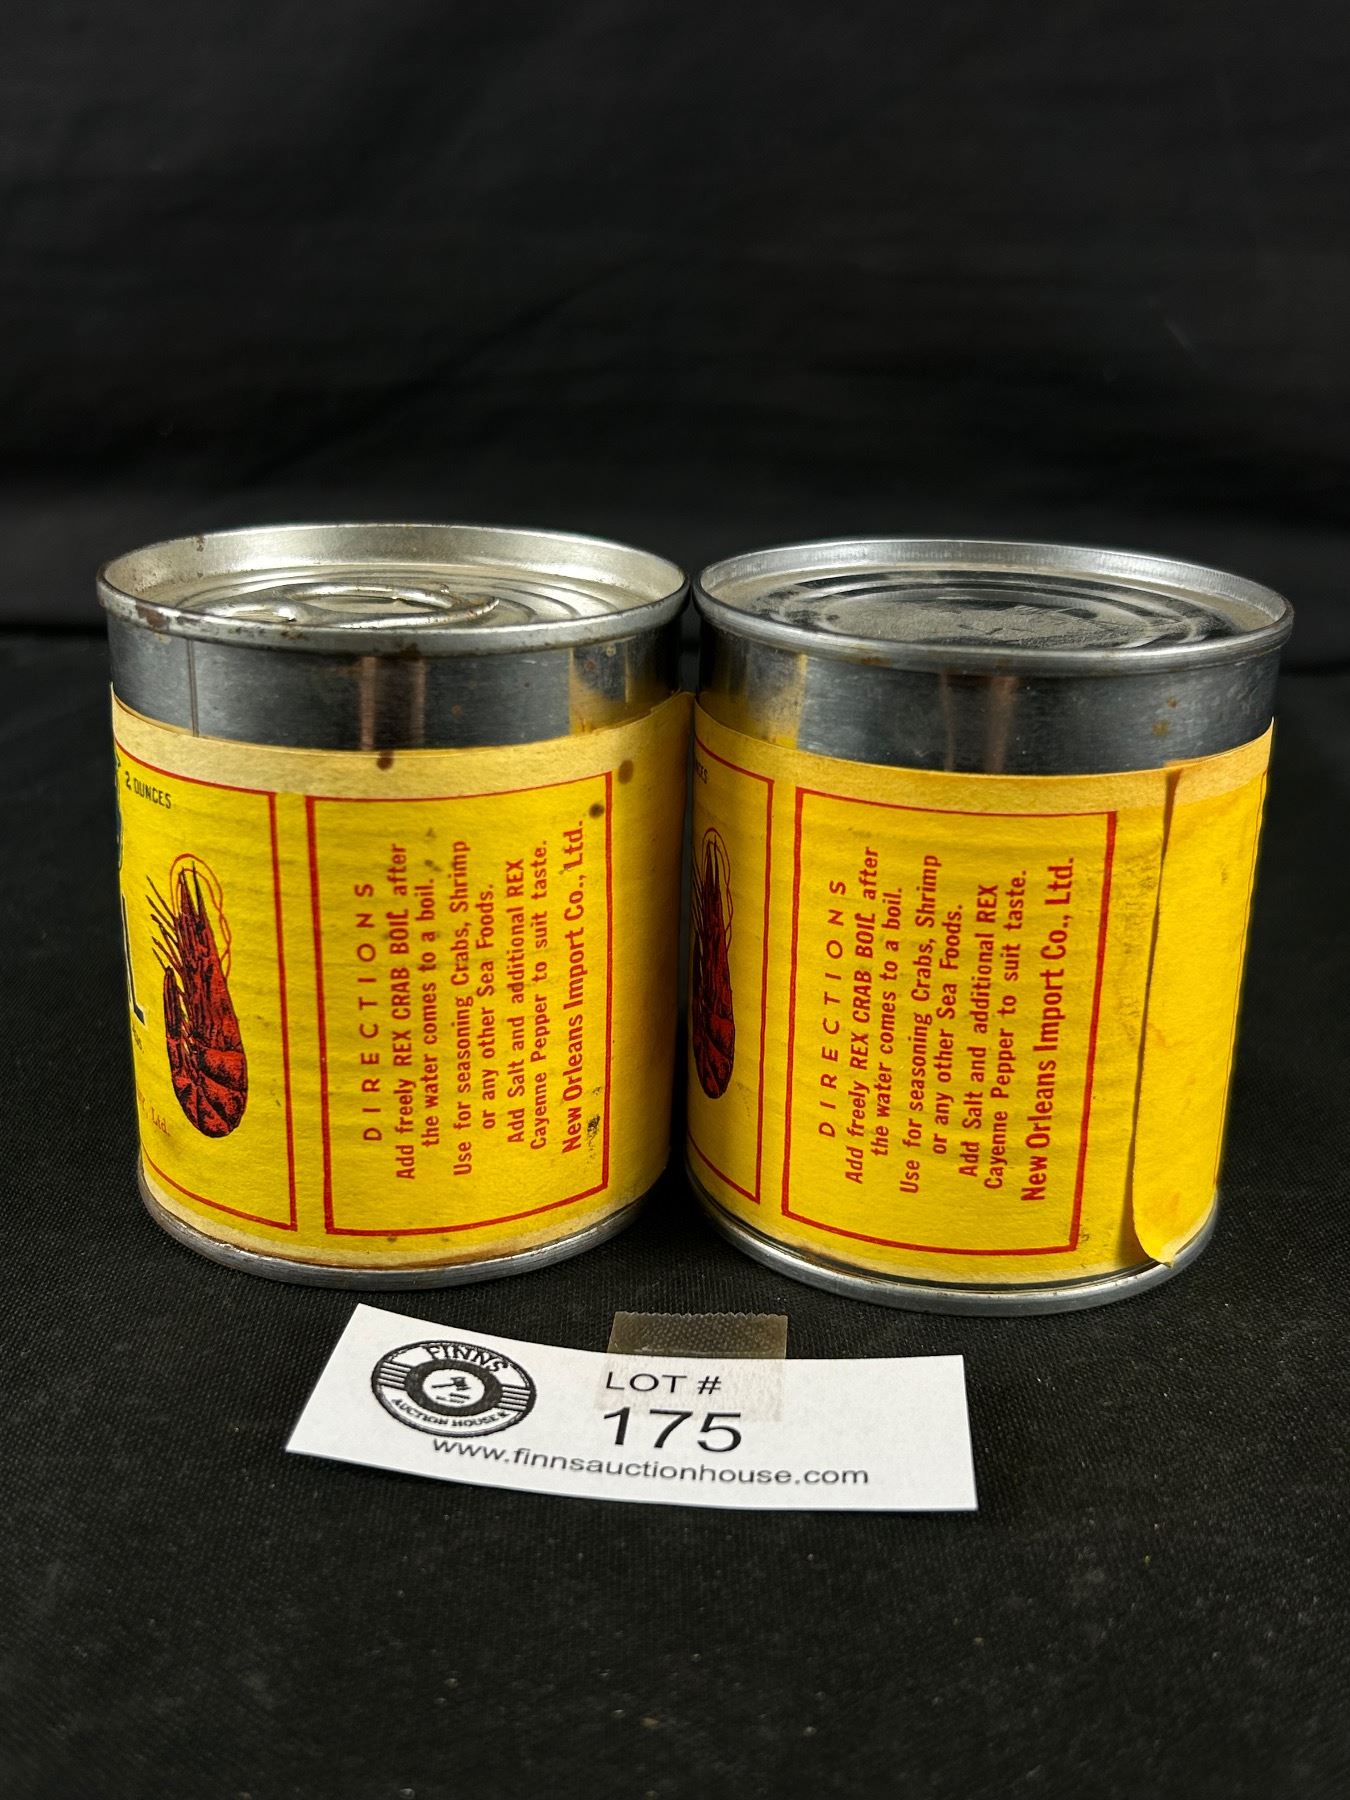 2 OUNCES
Ltd.
DIRECTIONS
Add freely REX CRAB BOIL after
the water comes to a boil.
Use for seasoning Crabs, Shrimp
or any other Sea Foods.
Add Salt and additional REX
Cayenne Pepper to suit taste.
New Orleans Import Co., Ltd.
DIRECTIONS
Add freely REX CRAB BOIL after
the water comes to a boil.
Use for seasoning Crabs, Shrimp
or any other Sea Foods.
Add Salt and additional REX
Cayenne Pepper to suit taste.
New Orleans Import Co., Ltd.
FINNS
AUCTION HOUSE
LOT #
175
www.finnsauctionhouse.com